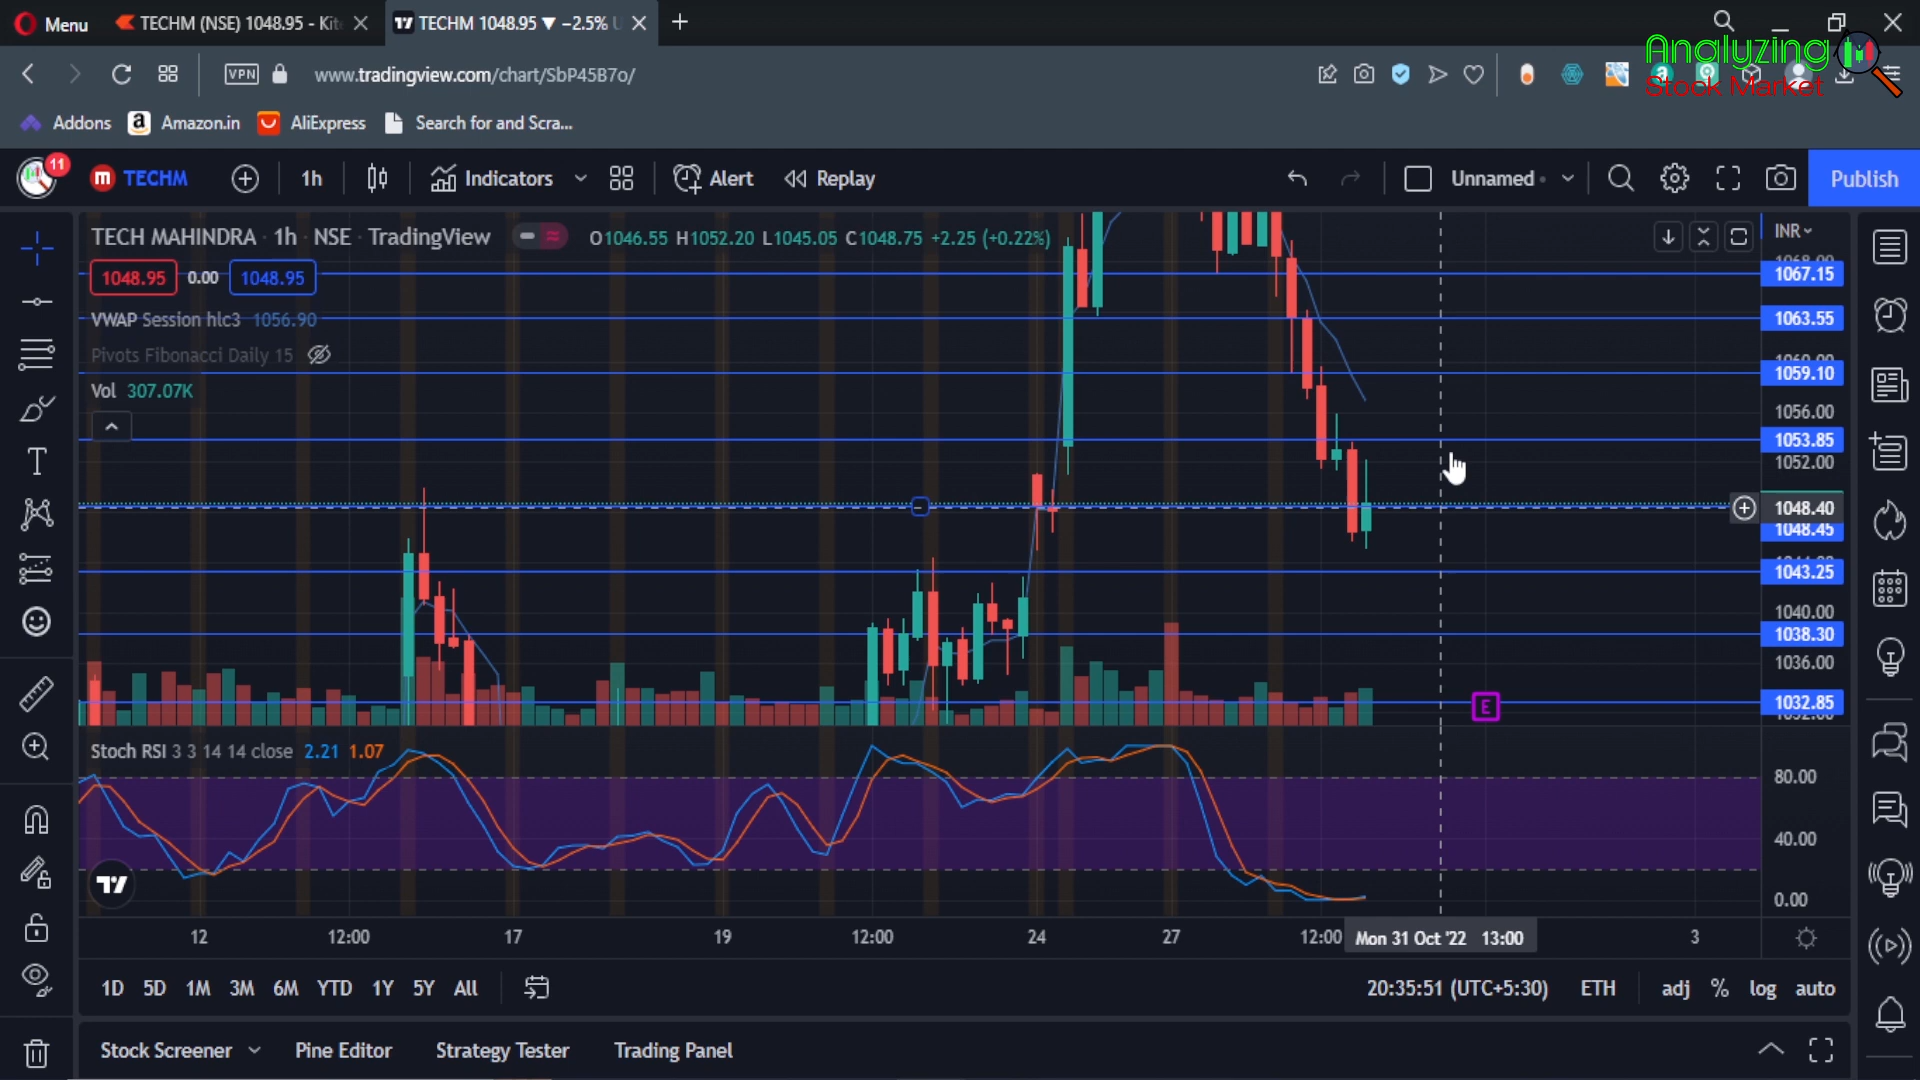 Menu
TECHM (NSE) 1048.95 - Kit
TECHM 1048.95 ▼ −2.5% U
Analyzing
Stock Market
VPN
www.tradingview.com/chart/SbP45B7o/
Addons
Amazon.in
AliExpress
Search for and Scra...
11
TECHM
1h
Indicators
Alert
Replay
Unnamed
Publish
TECH MAHINDRA · 1h · NSE · TradingView
O1046.55 H1052.20 L1045.05 C1048.75 +2.25 (+0.22%)
INR
1048.95 0.00 1048.95
VWAP Session hlc3 1056.90
Pivots Fibonacci Daily 15
Vol 307.07K
1067.15
1063.55
1059.10
1056.00
1053.85
1052.00
1048.40
1048.45
1043.25
1040.00
1038.30
1036.00
1032.85
E
Stoch RSI 3 3 14 14 close 2.21 1.07
80.00
40.00
0.00
12 12:00 17 19 12:00 24 27 12:00 Mon 31 Oct '22 13:00 3
1D 5D 1M 3M 6M YTD 1Y 5Y All
20:35:51 (UTC+5:30) ETH adj % log auto
Stock Screener Pine Editor Strategy Tester Trading Panel